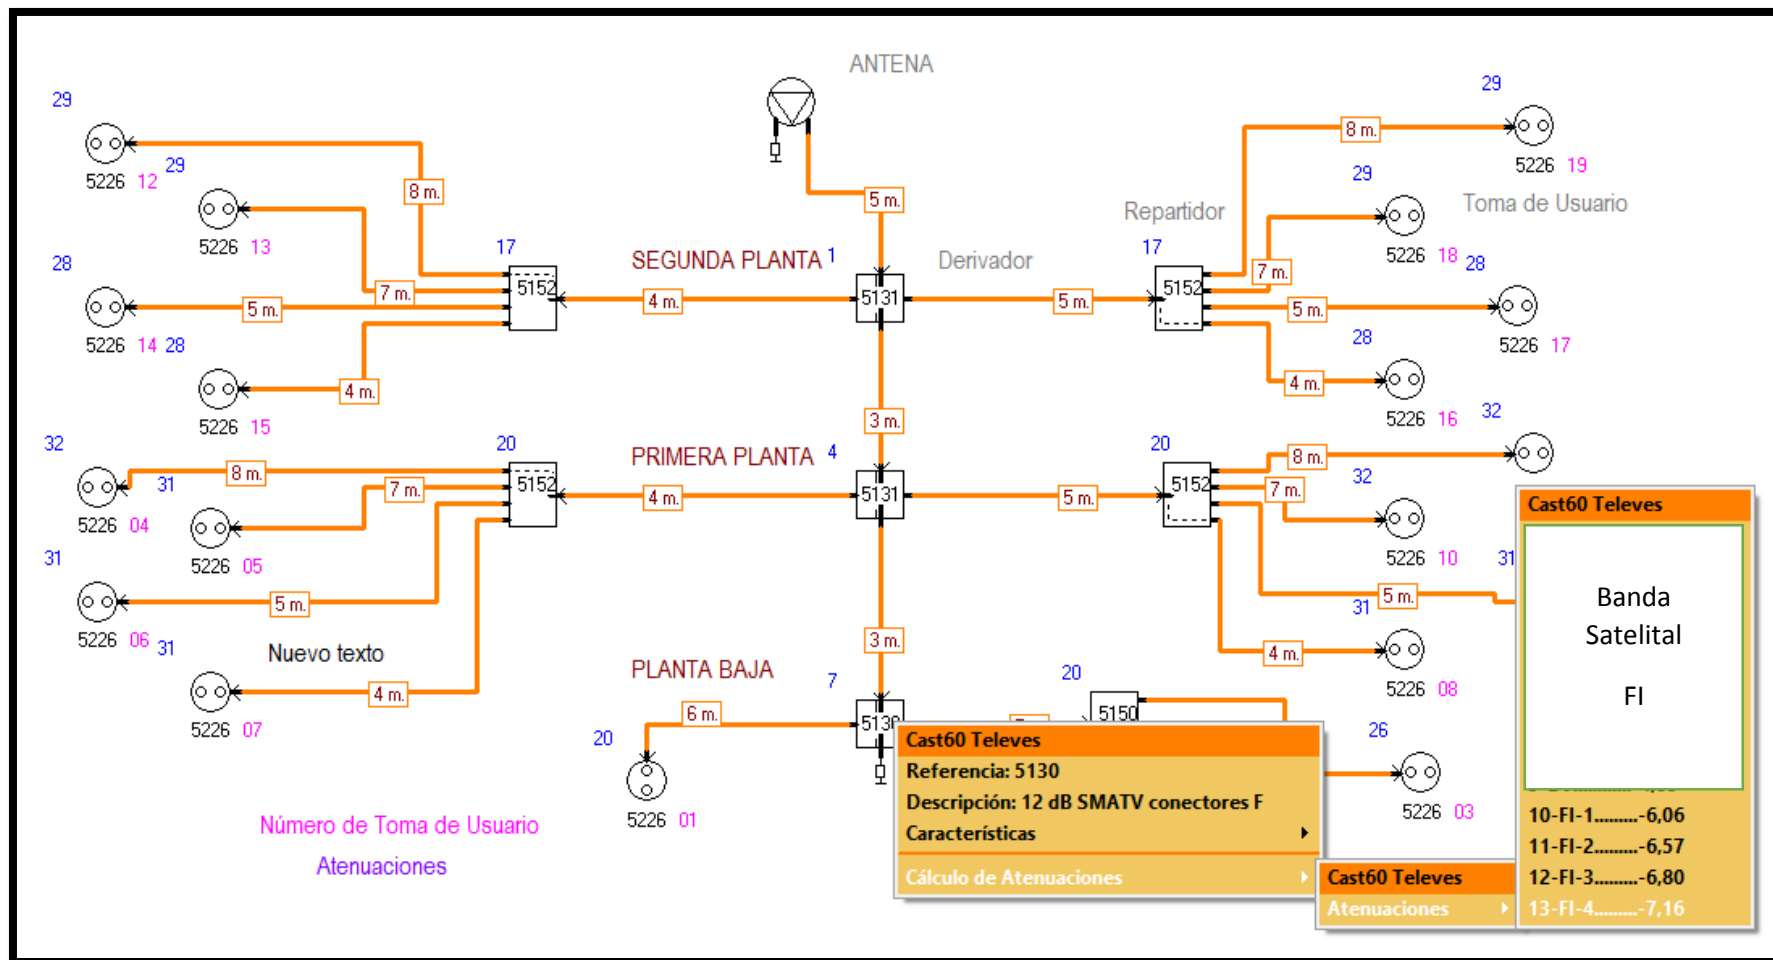 ANTENA
29
5226 12
29
5226 13
28
5226 14
28
5226 15
8 m.
7 m.
5 m.
4 m.
17
5152
4 m.
SEGUNDA PLANTA
1
5131
5 m.
Derivador
5 m.
Repartidor
17
5152
8 m.
7 m.
5 m.
4 m.
29
5226 19
29
5226 18
Toma de Usuario
28
5226 17
28
5226 16
3 m.
32
5226 04
31
5226 05
31
5226 06
31
5226 07
8 m.
7 m.
5 m.
4 m.
Nuevo texto
20
5152
4 m.
PRIMERA PLANTA
4
5131
5 m.
20
5152
8 m.
7 m.
5 m.
4 m.
32
32
5226 10
31
31
5226 08
3 m.
PLANTA BAJA
7
6 m.
20
5226 01
20
5150
26
5226 03
Número de Toma de Usuario
Atenuaciones
Cast60 Televes
Referencia: 5130
Descripción: 12 dB SMATV conectores F
Características
Cálculo de Atenuaciones
Cast60 Televes
Atenuaciones
Cast60 Televes
Banda
Satelital
FI
10-FI-1.........-6,06
11-FI-2.........-6,57
12-FI-3.........-6,80
13-FI-4.........-7,16